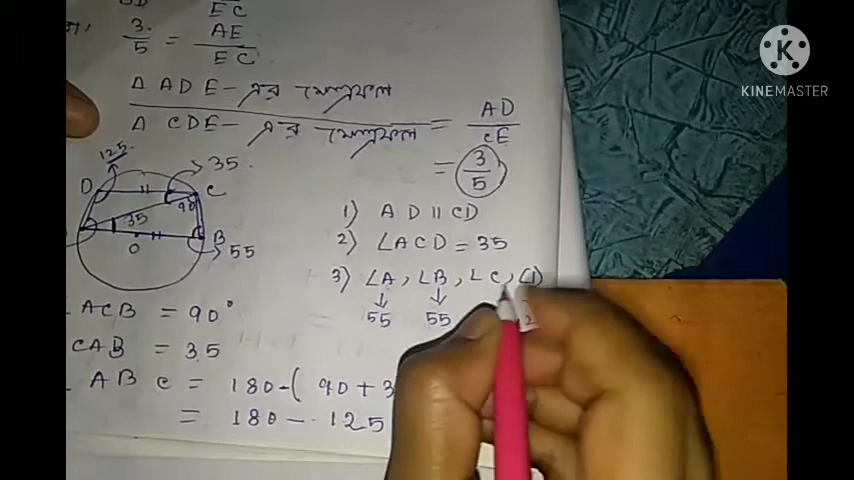 EC
3/5 = AE/EC
Δ ADE-এর ক্ষেত্রফল / Δ CDE-এর ক্ষেত্রফল = AD/CE
= 3/5
125.
35.
D
C
35
90
O
B
55
1) AD || CD
2) ∠ACD = 35
3) ∠A, ∠B, ∠C, ∠D
55 55
ACB = 90°
CAB = 35
ABC = 180-(90+3
= 180-125
KINEMASTER